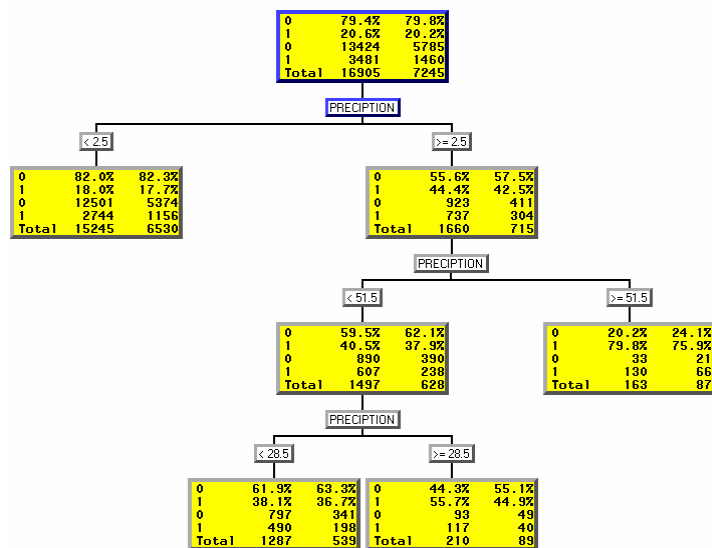 0 79.4% 79.8%
1 20.6% 20.2%
0 13424 5785
1 3481 1460
Total 16905 7245
PRECIPTION
< 2.5
>= 2.5
0 82.0% 82.3%
1 18.0% 17.7%
0 12501 5374
1 2744 1156
Total 15245 6530
0 55.6% 57.5%
1 44.4% 42.5%
0 923 411
1 737 304
Total 1660 715
PRECIPTION
< 51.5
>= 51.5
0 59.5% 62.1%
1 40.5% 37.9%
0 890 390
1 607 238
Total 1497 628
0 20.2% 24.1%
1 79.8% 75.9%
0 33 21
1 130 66
Total 163 87
PRECIPTION
< 28.5
>= 28.5
0 61.9% 63.3%
1 38.1% 36.7%
0 797 341
1 490 198
Total 1287 539
0 44.3% 55.1%
1 55.7% 44.9%
0 93 49
1 117 40
Total 210 89